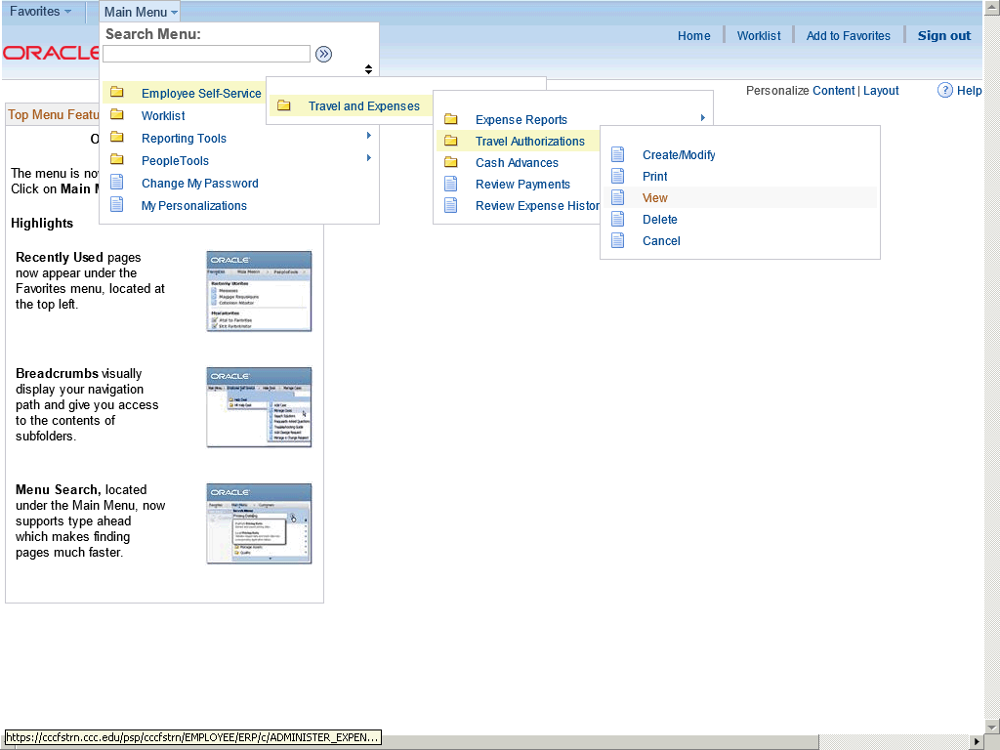 Favorites
Main Menu
Search Menu:
ORACLE
Home
Worklist
Add to Favorites
Sign out
Personalize Content | Layout
Help
Employee Self-Service
Worklist
Reporting Tools
PeopleTools
Change My Password
My Personalizations
Travel and Expenses
Expense Reports
Travel Authorizations
Cash Advances
Review Payments
Review Expense Histor
Create/Modify
Print
View
Delete
Cancel
Top Menu Featu
O
The menu is no
Click on Main M
Highlights
Recently Used pages
now appear under the
Favorites menu, located at
the top left.
ORACLE
Breadcrumbs visually
display your navigation
path and give you access
to the contents of
subfolders.
ORACLE
Menu Search, located
under the Main Menu, now
supports type ahead
which makes finding
pages much faster.
ORACLE
https://cccfstrn.ccc.edu/psp/cccfstrn/EMPLOYEE/ERP/c/ADMINISTER_EXPEN...